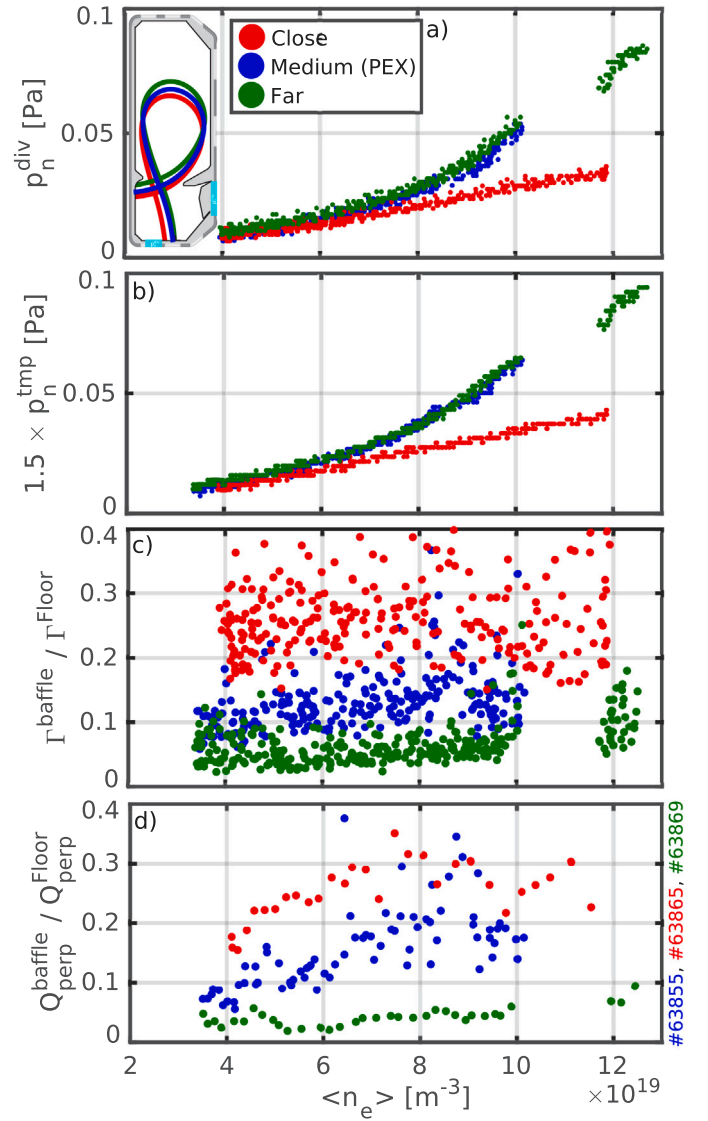 0.1
0.05
0
p_n^div [Pa]
a)
Close
Medium (PEX)
Far
0.1
0.05
0
1.5 × p_n^tmp [Pa]
b)
0.4
0.3
0.2
0.1
0
Γ^baffle / Γ^Floor
c)
0.4
0.3
0.2
0.1
0
Q_perp^baffle / Q_perp^Floor
d)
#63855, #63865, #63869
2 4 6 8 10 12
<n_e> [m^-3]
×10^19